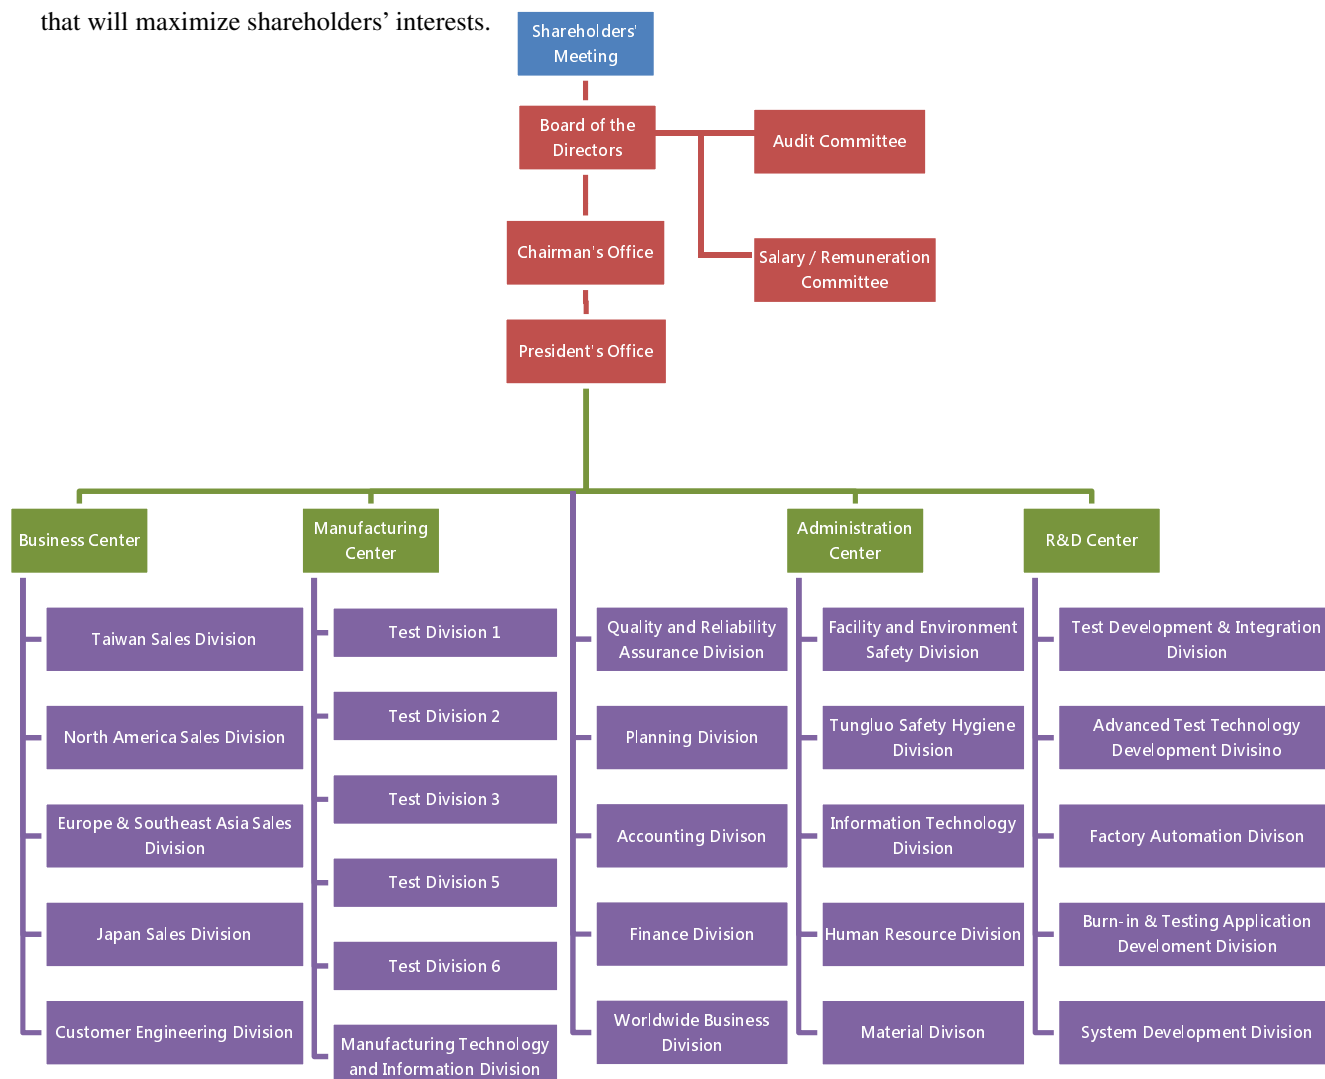 that will maximize shareholders’ interests.
Shareholders'
Meeting
Board of the
Directors
Audit Committee
Chairman's Office
Salary / Remuneration
Committee
President's Office
Business Center
Manufacturing
Center
Administration
Center
R&D Center
Taiwan Sales Division
North America Sales Division
Europe & Southeast Asia Sales
Division
Japan Sales Division
Customer Engineering Division
Test Division 1
Test Division 2
Test Division 3
Test Division 5
Test Division 6
Manufacturing Technology
and Information Division
Quality and Reliability
Assurance Division
Planning Division
Accounting Divison
Finance Division
Worldwide Business
Division
Facility and Environment
Safety Division
Tungluo Safety Hygiene
Division
Information Technology
Division
Human Resource Division
Material Divison
Test Development & Integration
Division
Advanced Test Technology
Development Divisino
Factory Automation Divison
Burn-in & Testing Application
Develoment Division
System Development Division